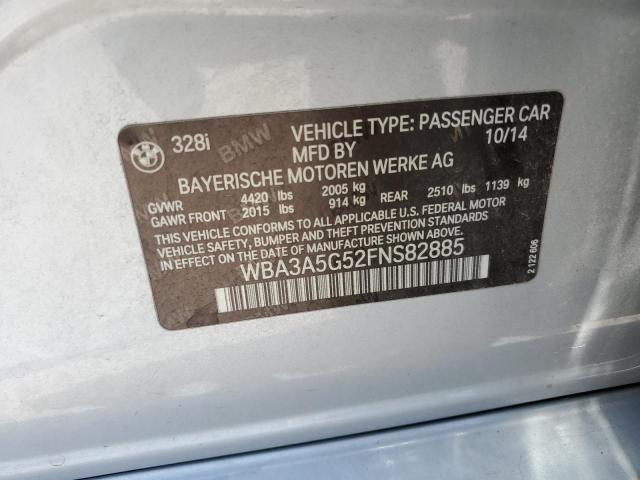 BMW
328i
VEHICLE TYPE: PASSENGER CAR
MFD BY 10/14
BAYERISCHE MOTOREN WERKE AG
GVWR 4420 lbs 2005 kg
GAWR FRONT 2015 lbs 914 kg REAR 2510 lbs 1139 kg
THIS VEHICLE CONFORMS TO ALL APPLICABLE U.S. FEDERAL MOTOR
VEHICLE SAFETY, BUMPER AND THEFT PREVENTION STANDARDS
IN EFFECT ON THE DATE OF MANUFACTURE SHOWN ABOVE.
WBA3A5G52FNS82885
2 122 606